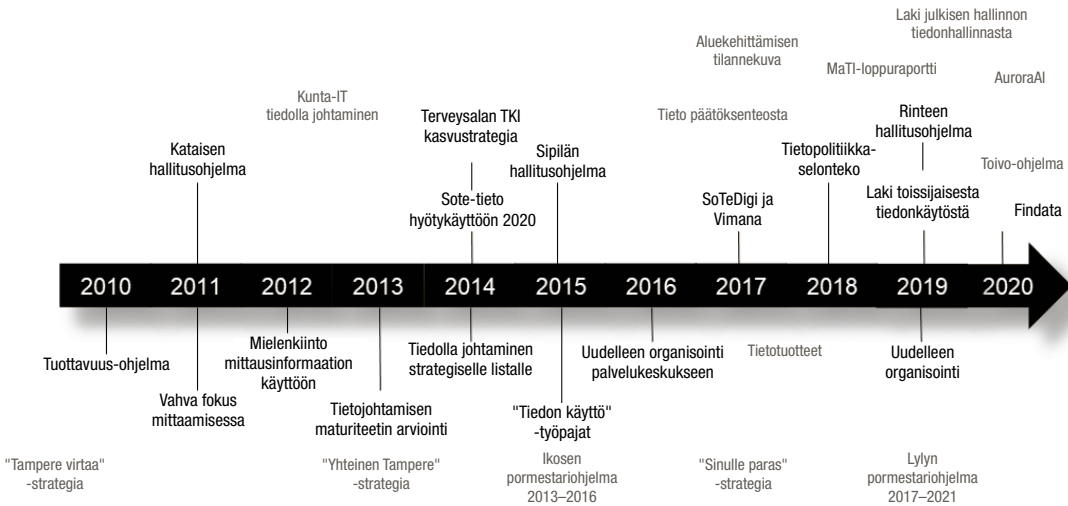 Laki julkisen hallinnon
tiedonhallinnasta
Aluekehittämisen
tilannekuva
MaTI-loppuraportti
AuroraAI
Kunta-IT
tiedolla johtaminen
Terveysalan TKI
kasvustrategia
Tieto päätöksenteosta
Rinteen
hallitusohjelma
Kataisen
hallitusohjelma
Sipilän
hallitusohjelma
Tietopolitiikka-
selonteko
Toivo-ohjelma
Sote-tieto
hyötykäyttöön 2020
SoTeDigi ja
Vimana
Laki toissijaisesta
tiedonkäytöstä
Findata
2010 2011 2012 2013 2014 2015 2016 2017 2018 2019 2020
Tuottavuus-ohjelma
Vahva fokus
mittaamisessa
Mielenkiinto
mittausinformaation
käyttöön
Tietojohtamisen
maturiteetin arviointi
Tiedolla johtaminen
strategiselle listalle
"Tiedon käyttö"
-työpajat
Uudelleen organisointi
palvelukeskukseen
Tietotuotteet
Uudelleen
organisointi
"Tampere virtaa"
-strategia
"Yhteinen Tampere"
-strategia
Ikosen
pormestariohjelma
2013–2016
"Sinulle paras"
-strategia
Lylyn
pormestariohjelma
2017–2021